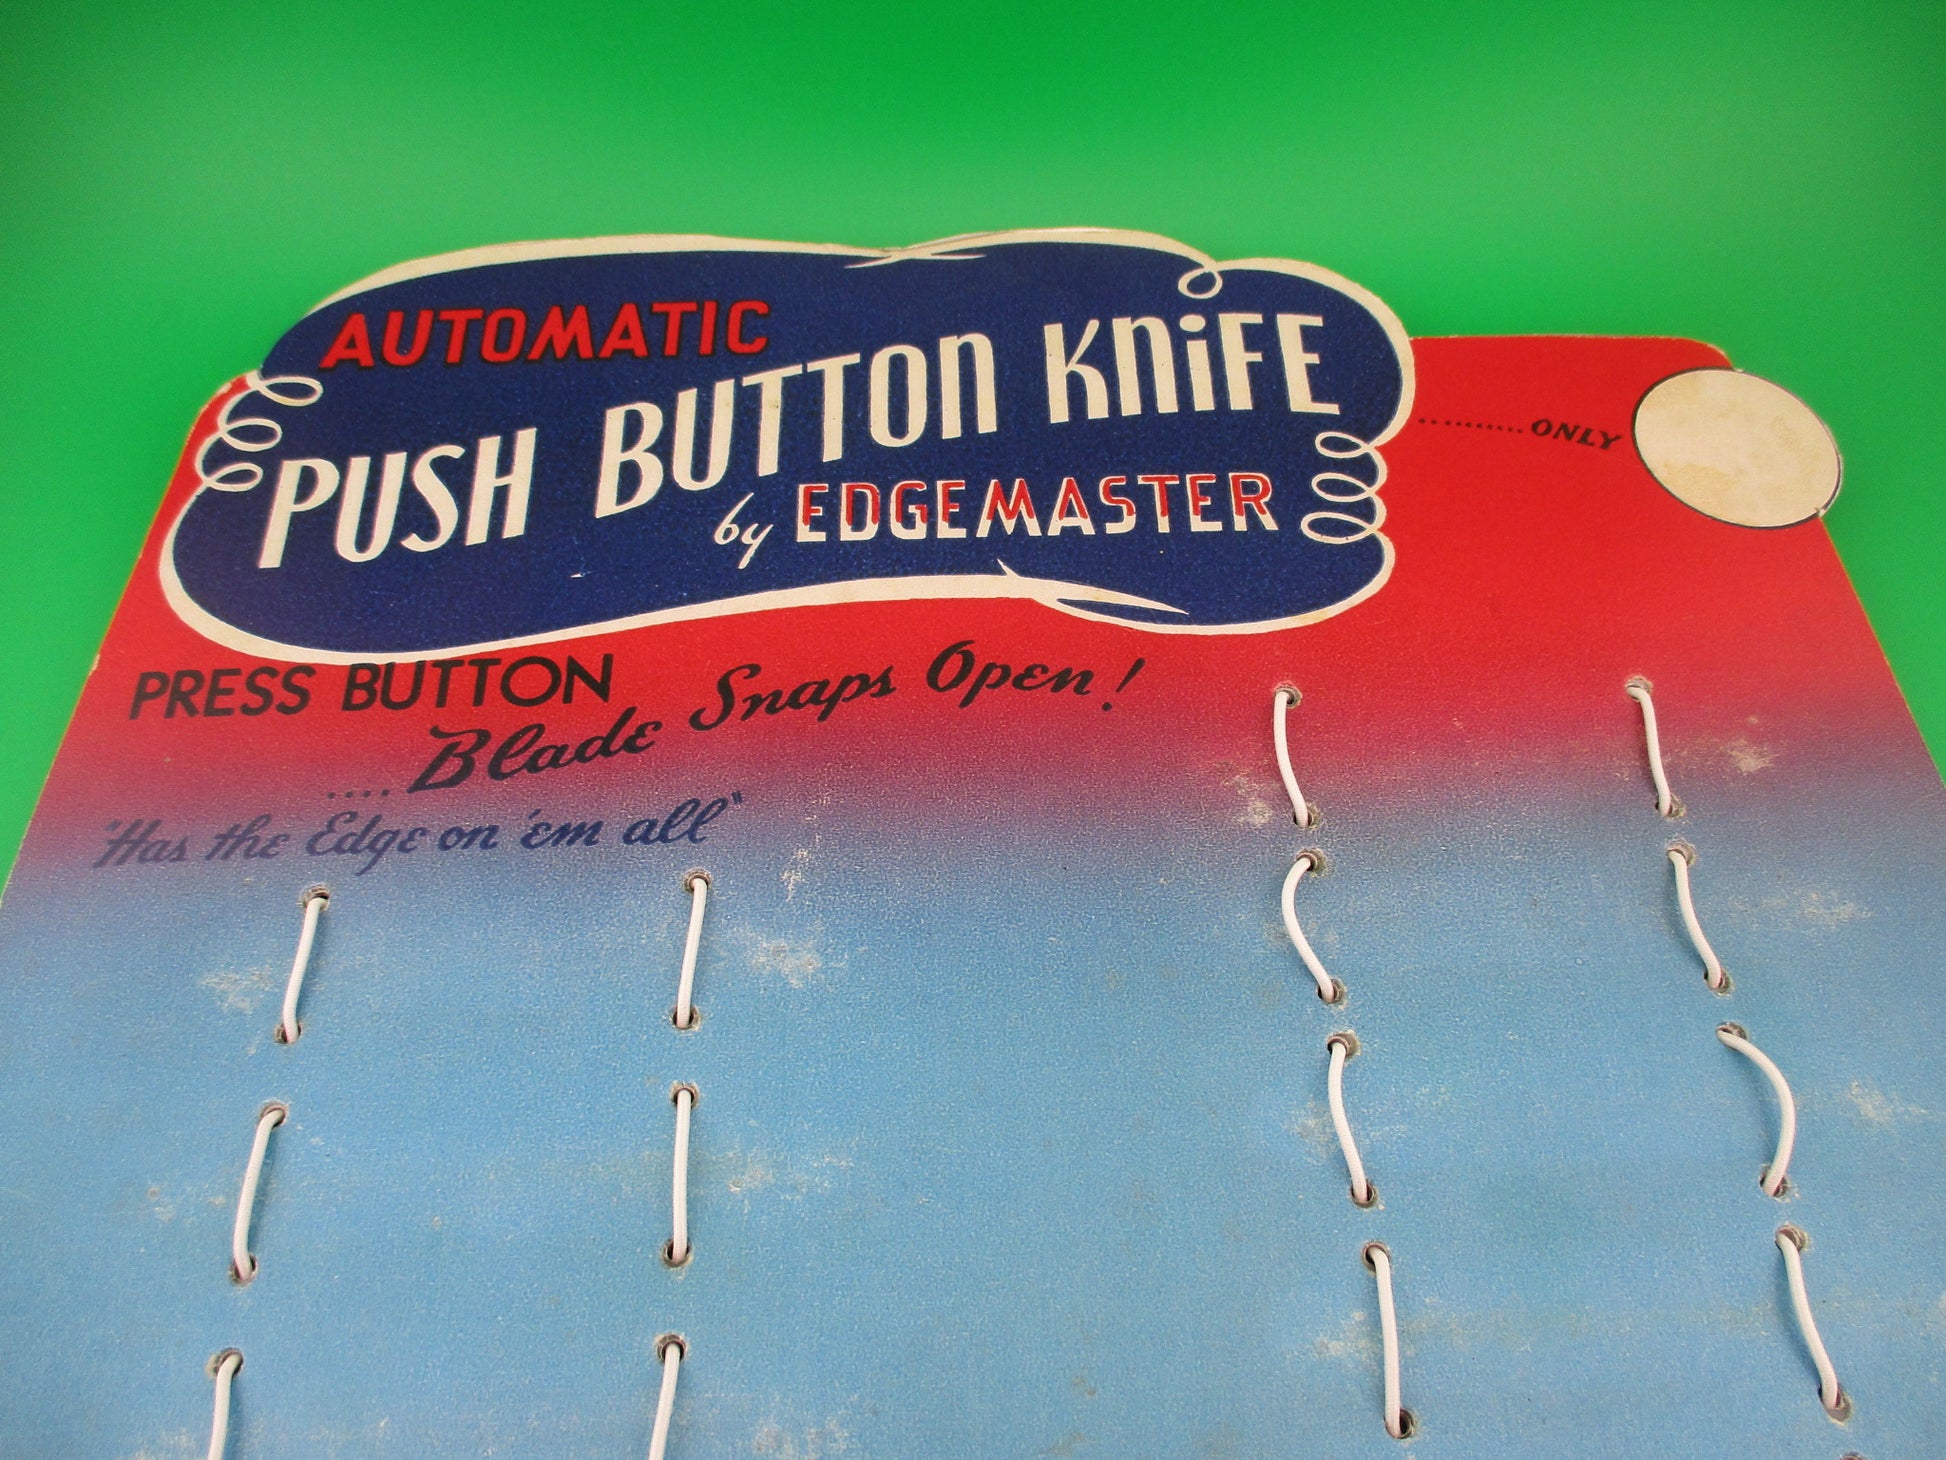 AUTOMATIC
PUSH BUTTON KNiFE
by EDGEMASTER
..........ONLY
PRESS BUTTON
....Blade Snaps Open!
"Has the Edge on 'em all"